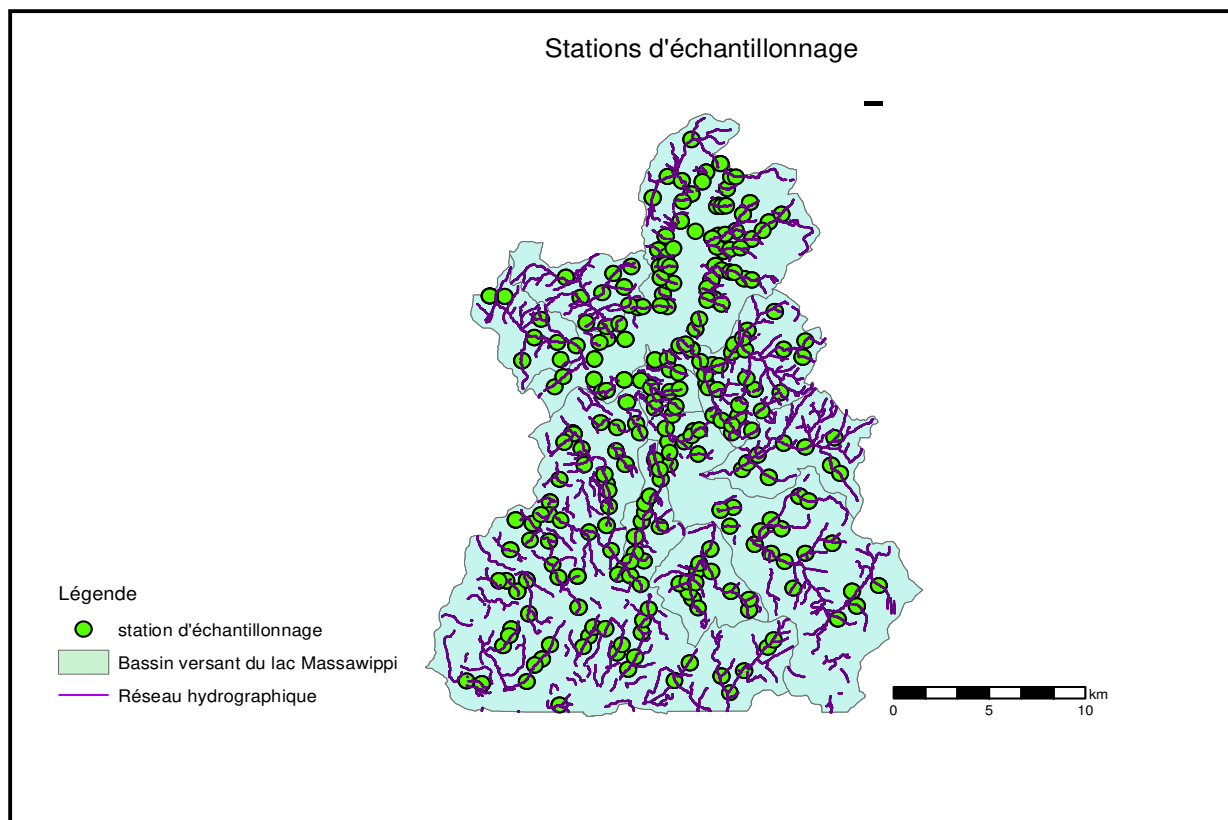 Stations d'échantillonnage
Légende
station d'échantillonnage
Bassin versant du lac Massawippi
Réseau hydrographique
km
0 5 10